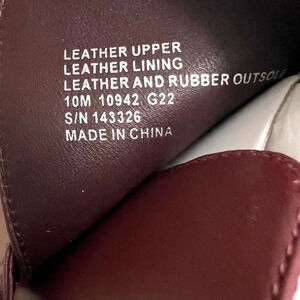 LEATHER UPPER
LEATHER LINING
LEATHER AND RUBBER OUTSOLE
10M 10942 G22
S/N 143326
MADE IN CHINA